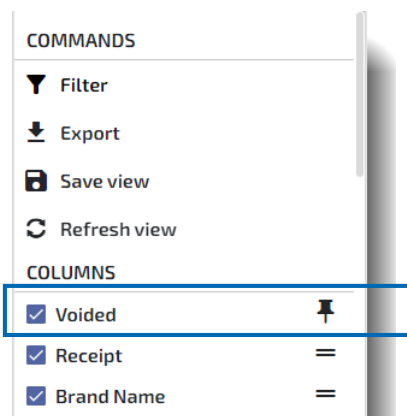 COMMANDS
Filter
Export
Save view
Refresh view
COLUMNS
Voided
Receipt
Brand Name